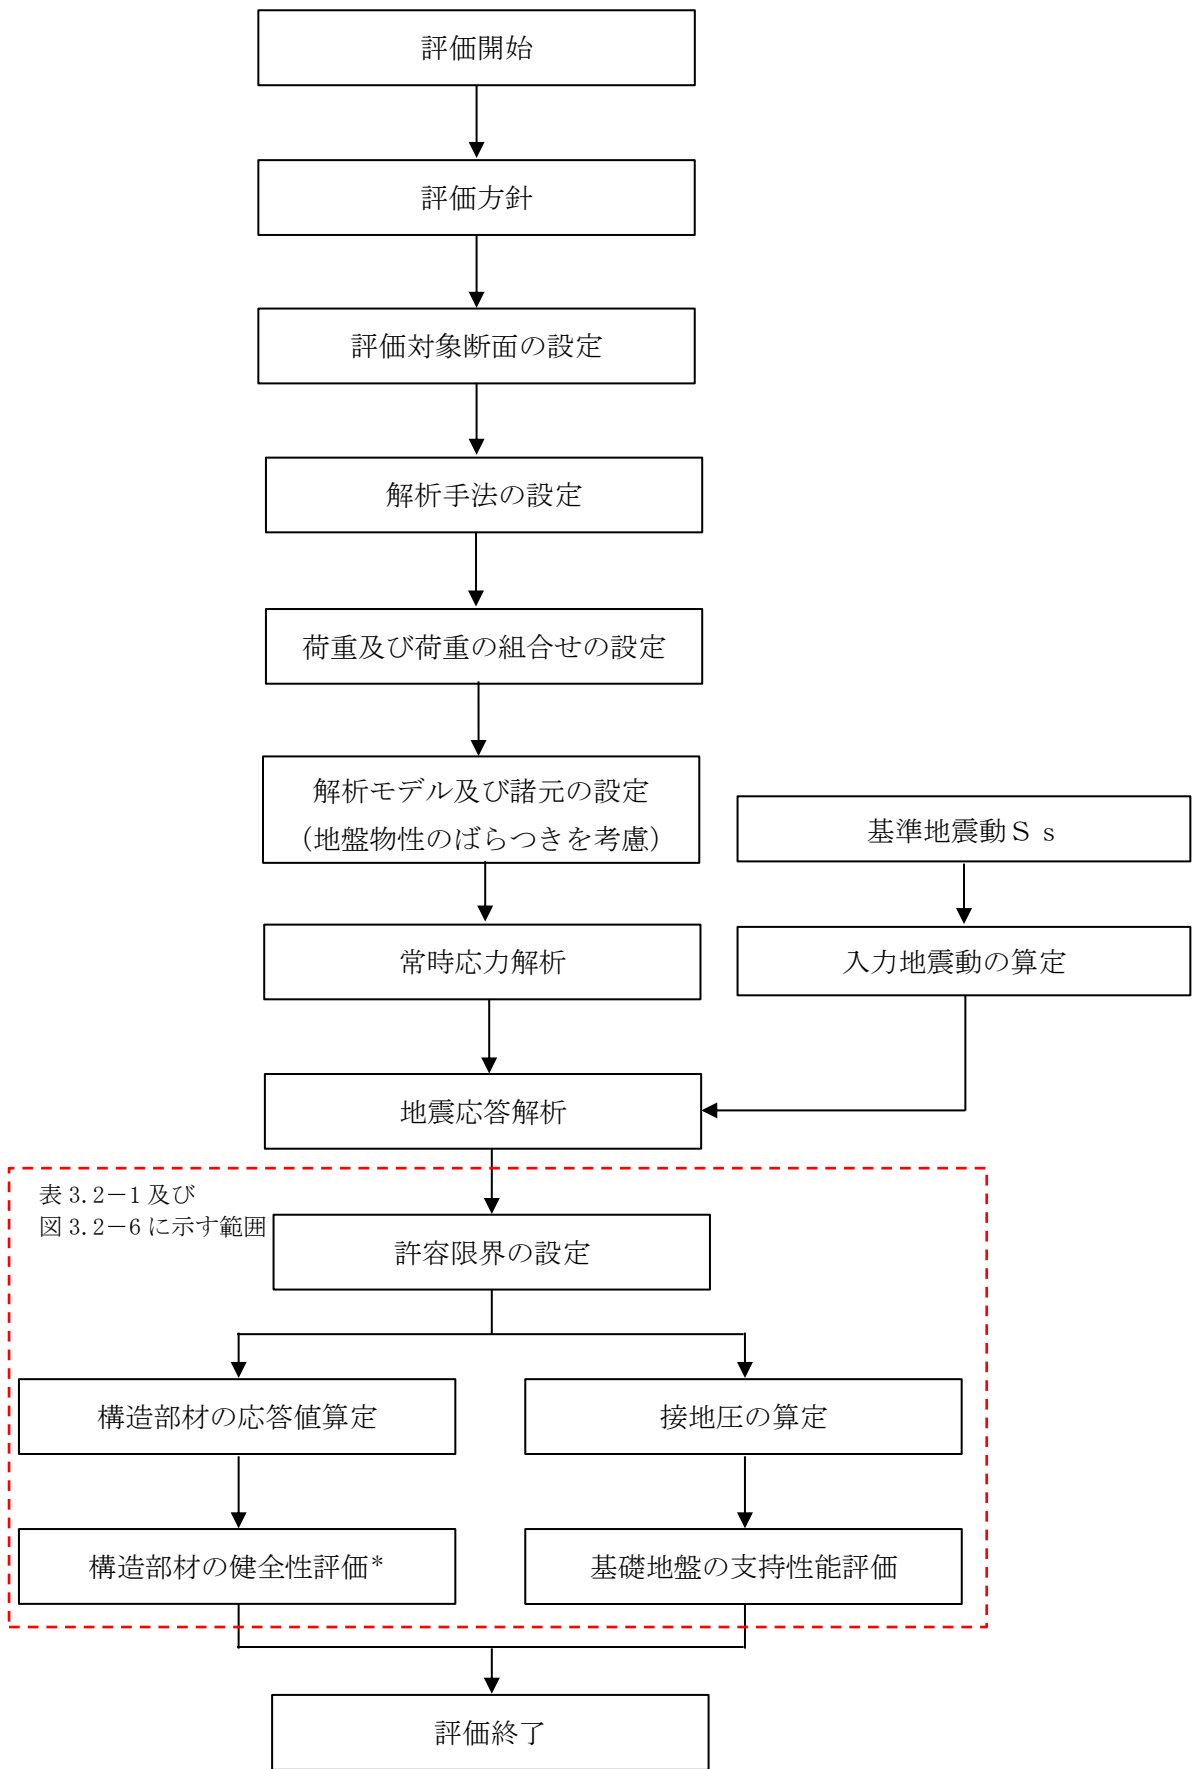 評価開始
評価方針
評価対象断面の設定
解析手法の設定
荷重及び荷重の組合せの設定
解析モデル及び諸元の設定
（地盤物性のばらつきを考慮）
基準地震動Ｓｓ
常時応力解析
入力地震動の算定
地震応答解析
表 3.2－1 及び
図 3.2－6 に示す範囲
許容限界の設定
構造部材の応答値算定
接地圧の算定
構造部材の健全性評価*
基礎地盤の支持性能評価
評価終了